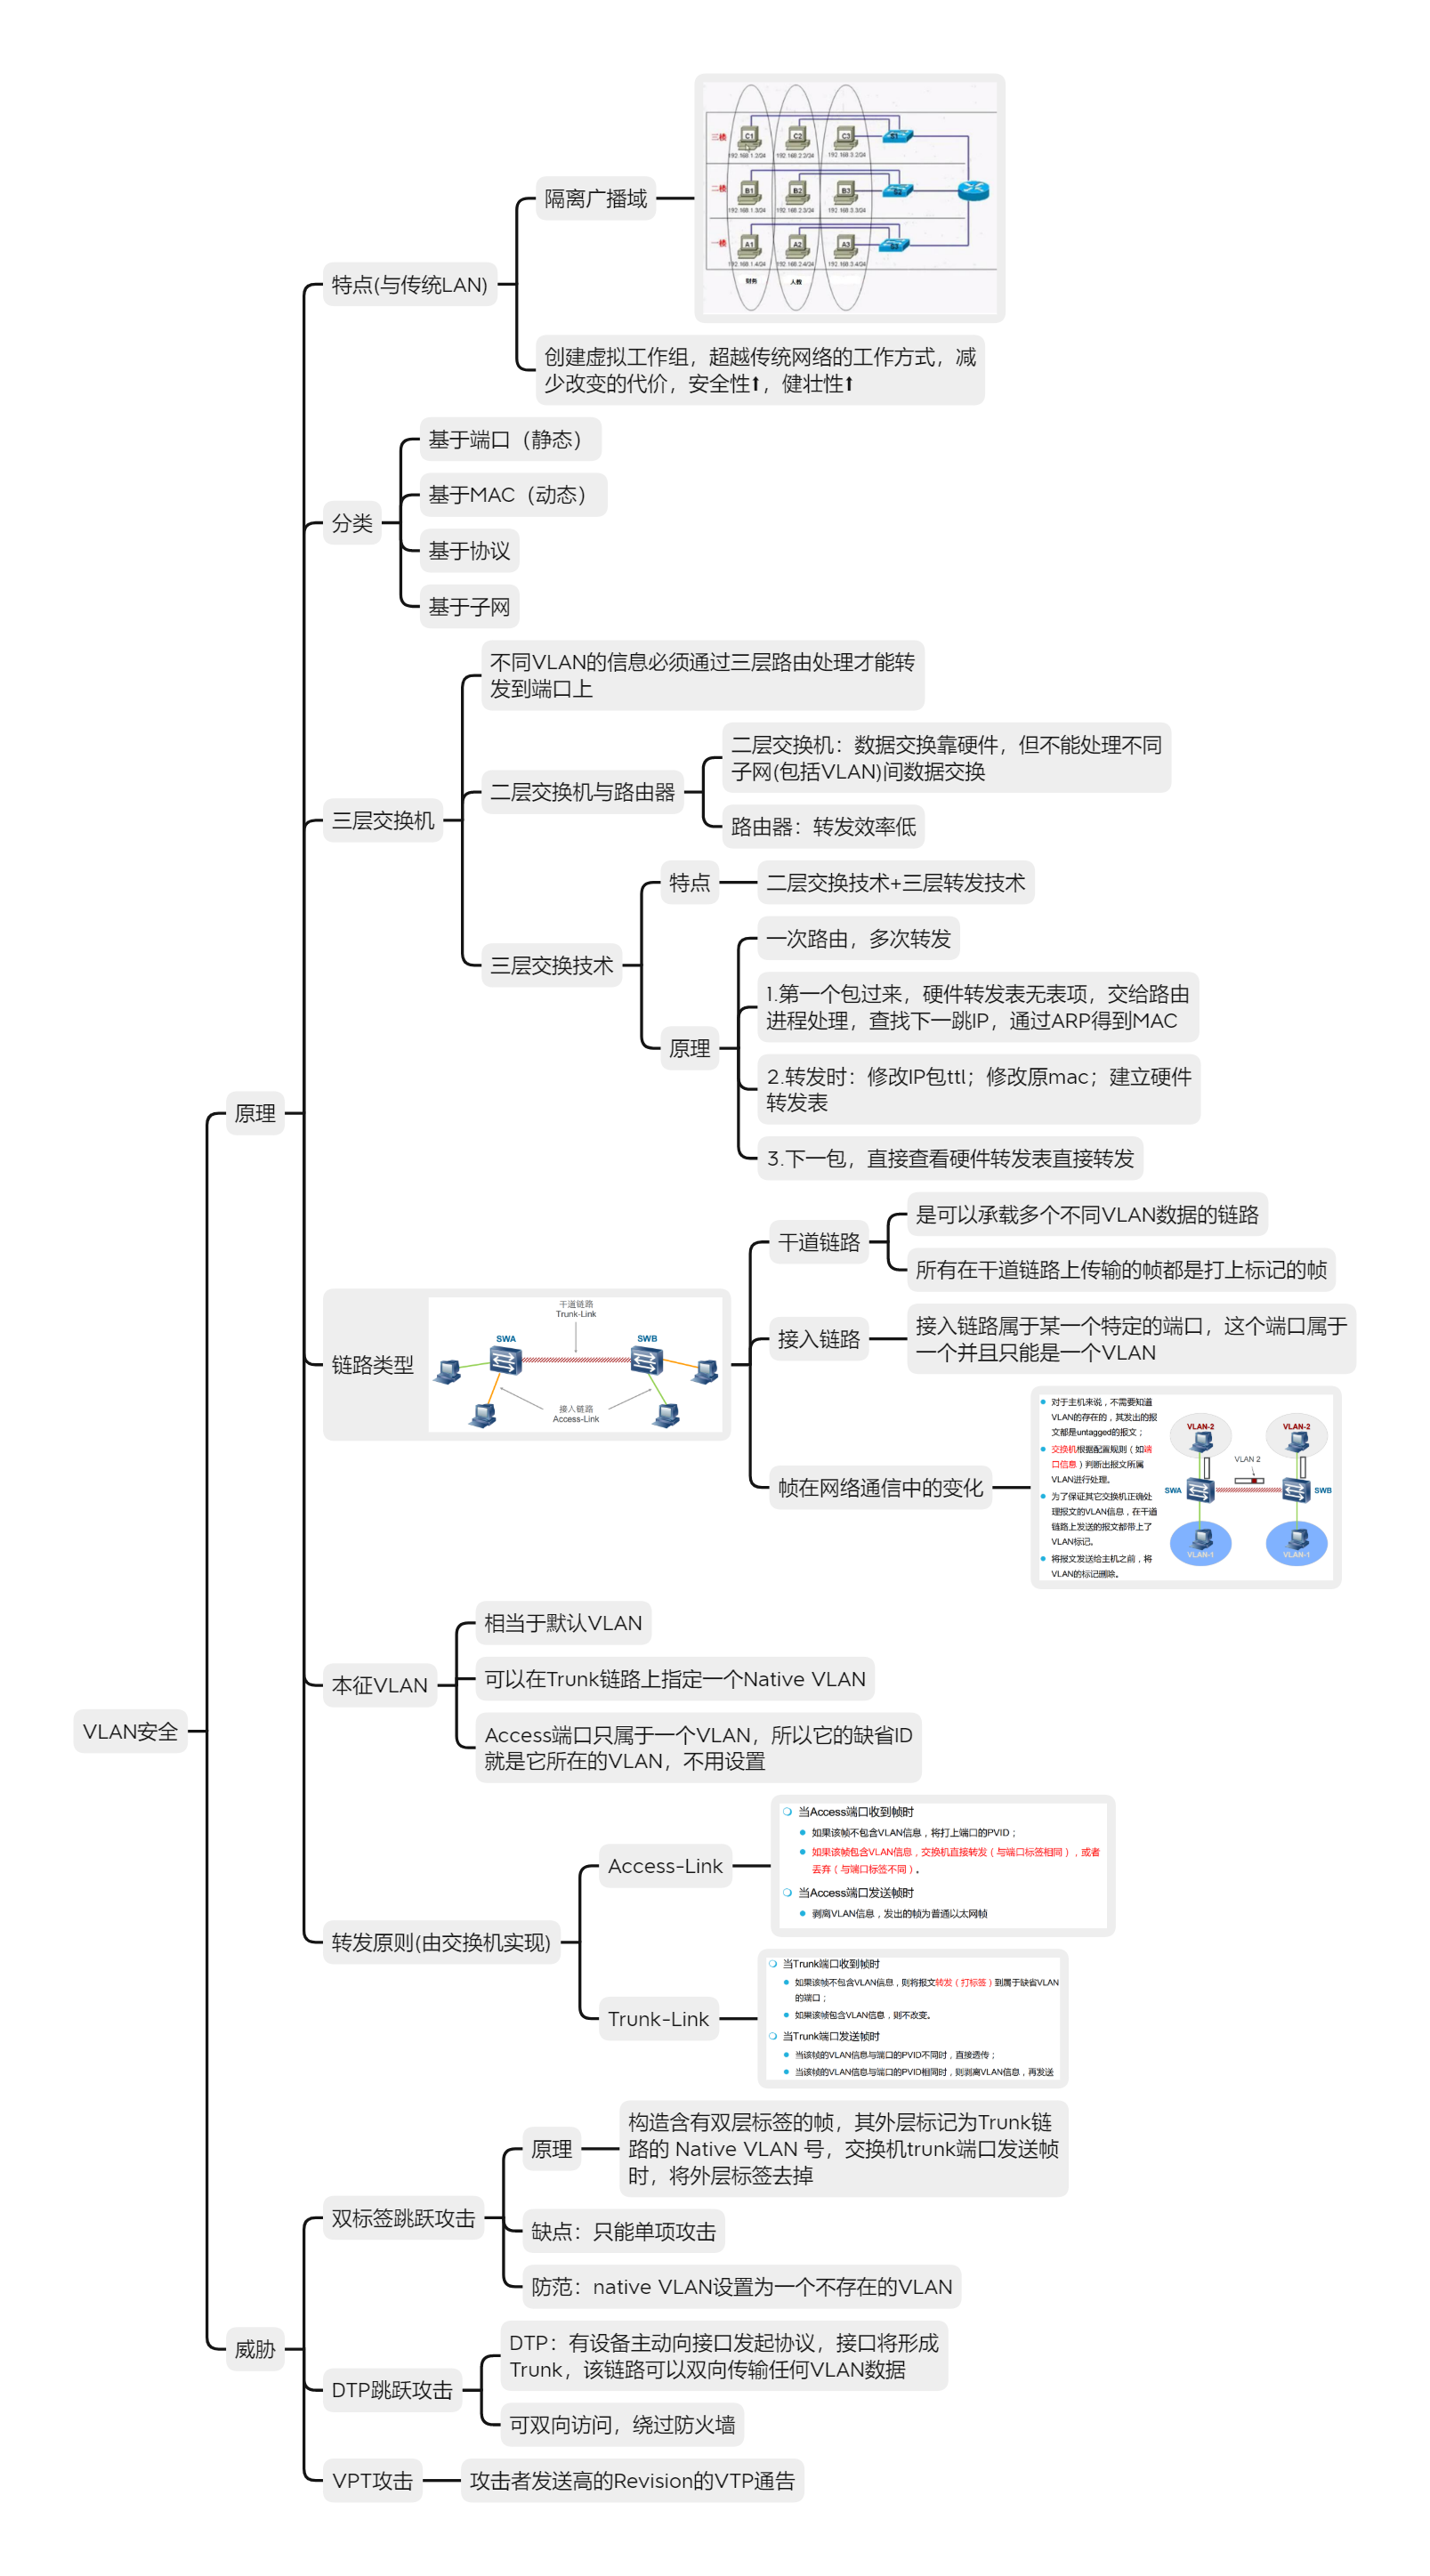 VLAN安全
原理
特点(与传统LAN)
隔离广播域
三楼
C1
C2
C3
192.168.1.2/24
192.168.2.2/24
192.168.3.2/24
二楼
B1
B2
B3
192.168.1.3/24
192.168.2.3/24
192.168.3.3/24
一楼
A1
A2
A3
192.168.1.4/24
192.168.2.4/24
192.168.3.4/24
财务
人教
创建虚拟工作组，超越传统网络的工作方式，减
少改变的代价，安全性⬆，健壮性⬆
分类
基于端口（静态）
基于MAC（动态）
基于协议
基于子网
三层交换机
不同VLAN的信息必须通过三层路由处理才能转
发到端口上
二层交换机与路由器
二层交换机：数据交换靠硬件，但不能处理不同
子网(包括VLAN)间数据交换
路由器：转发效率低
三层交换技术
特点
二层交换技术+三层转发技术
原理
一次路由，多次转发
1.第一个包过来，硬件转发表无表项，交给路由
进程处理，查找下一跳IP，通过ARP得到MAC
2.转发时：修改IP包ttl；修改原mac；建立硬件
转发表
3.下一包，直接查看硬件转发表直接转发
链路类型
干道链路
Trunk-Link
SWA
SWB
接入链路
Access-Link
干道链路
是可以承载多个不同VLAN数据的链路
所有在干道链路上传输的帧都是打上标记的帧
接入链路
接入链路属于某一个特定的端口，这个端口属于
一个并且只能是一个VLAN
帧在网络通信中的变化
对于主机来说，不需要知道
VLAN的存在的，其发出的报
文都是untagged的报文；
交换机根据配置规则（如端
口信息）判断出报文所属
VLAN进行处理。
为了保证其它交换机正确处
理报文的VLAN信息，在干道
链路上发送的报文都带上了
VLAN标记。
将报文发送给主机之前，将
VLAN的标记删除。
VLAN-2
VLAN-2
VLAN 2
SWA
SWB
VLAN-1
VLAN-1
本征VLAN
相当于默认VLAN
可以在Trunk链路上指定一个Native VLAN
Access端口只属于一个VLAN，所以它的缺省ID
就是它所在的VLAN，不用设置
转发原则(由交换机实现)
Access-Link
当Access端口收到帧时
如果该帧不包含VLAN信息，将打上端口的PVID；
如果该帧包含VLAN信息，交换机直接转发（与端口标签相同），或者
丢弃（与端口标签不同）。
当Access端口发送帧时
剥离VLAN信息，发出的帧为普通以太网帧
Trunk-Link
当Trunk端口收到帧时
如果该帧不包含VLAN信息，则将报文转发（打标签）到属于缺省VLAN
的端口；
如果该帧包含VLAN信息，则不改变。
当Trunk端口发送帧时
当该帧的VLAN信息与端口的PVID不同时，直接透传；
当该帧的VLAN信息与端口的PVID相同时，则剥离VLAN信息，再发送
威胁
双标签跳跃攻击
原理
构造含有双层标签的帧，其外层标记为Trunk链
路的 Native VLAN 号，交换机trunk端口发送帧
时，将外层标签去掉
缺点：只能单项攻击
防范：native VLAN设置为一个不存在的VLAN
DTP跳跃攻击
DTP：有设备主动向接口发起协议，接口将形成
Trunk，该链路可以双向传输任何VLAN数据
可双向访问，绕过防火墙
VPT攻击
攻击者发送高的Revision的VTP通告